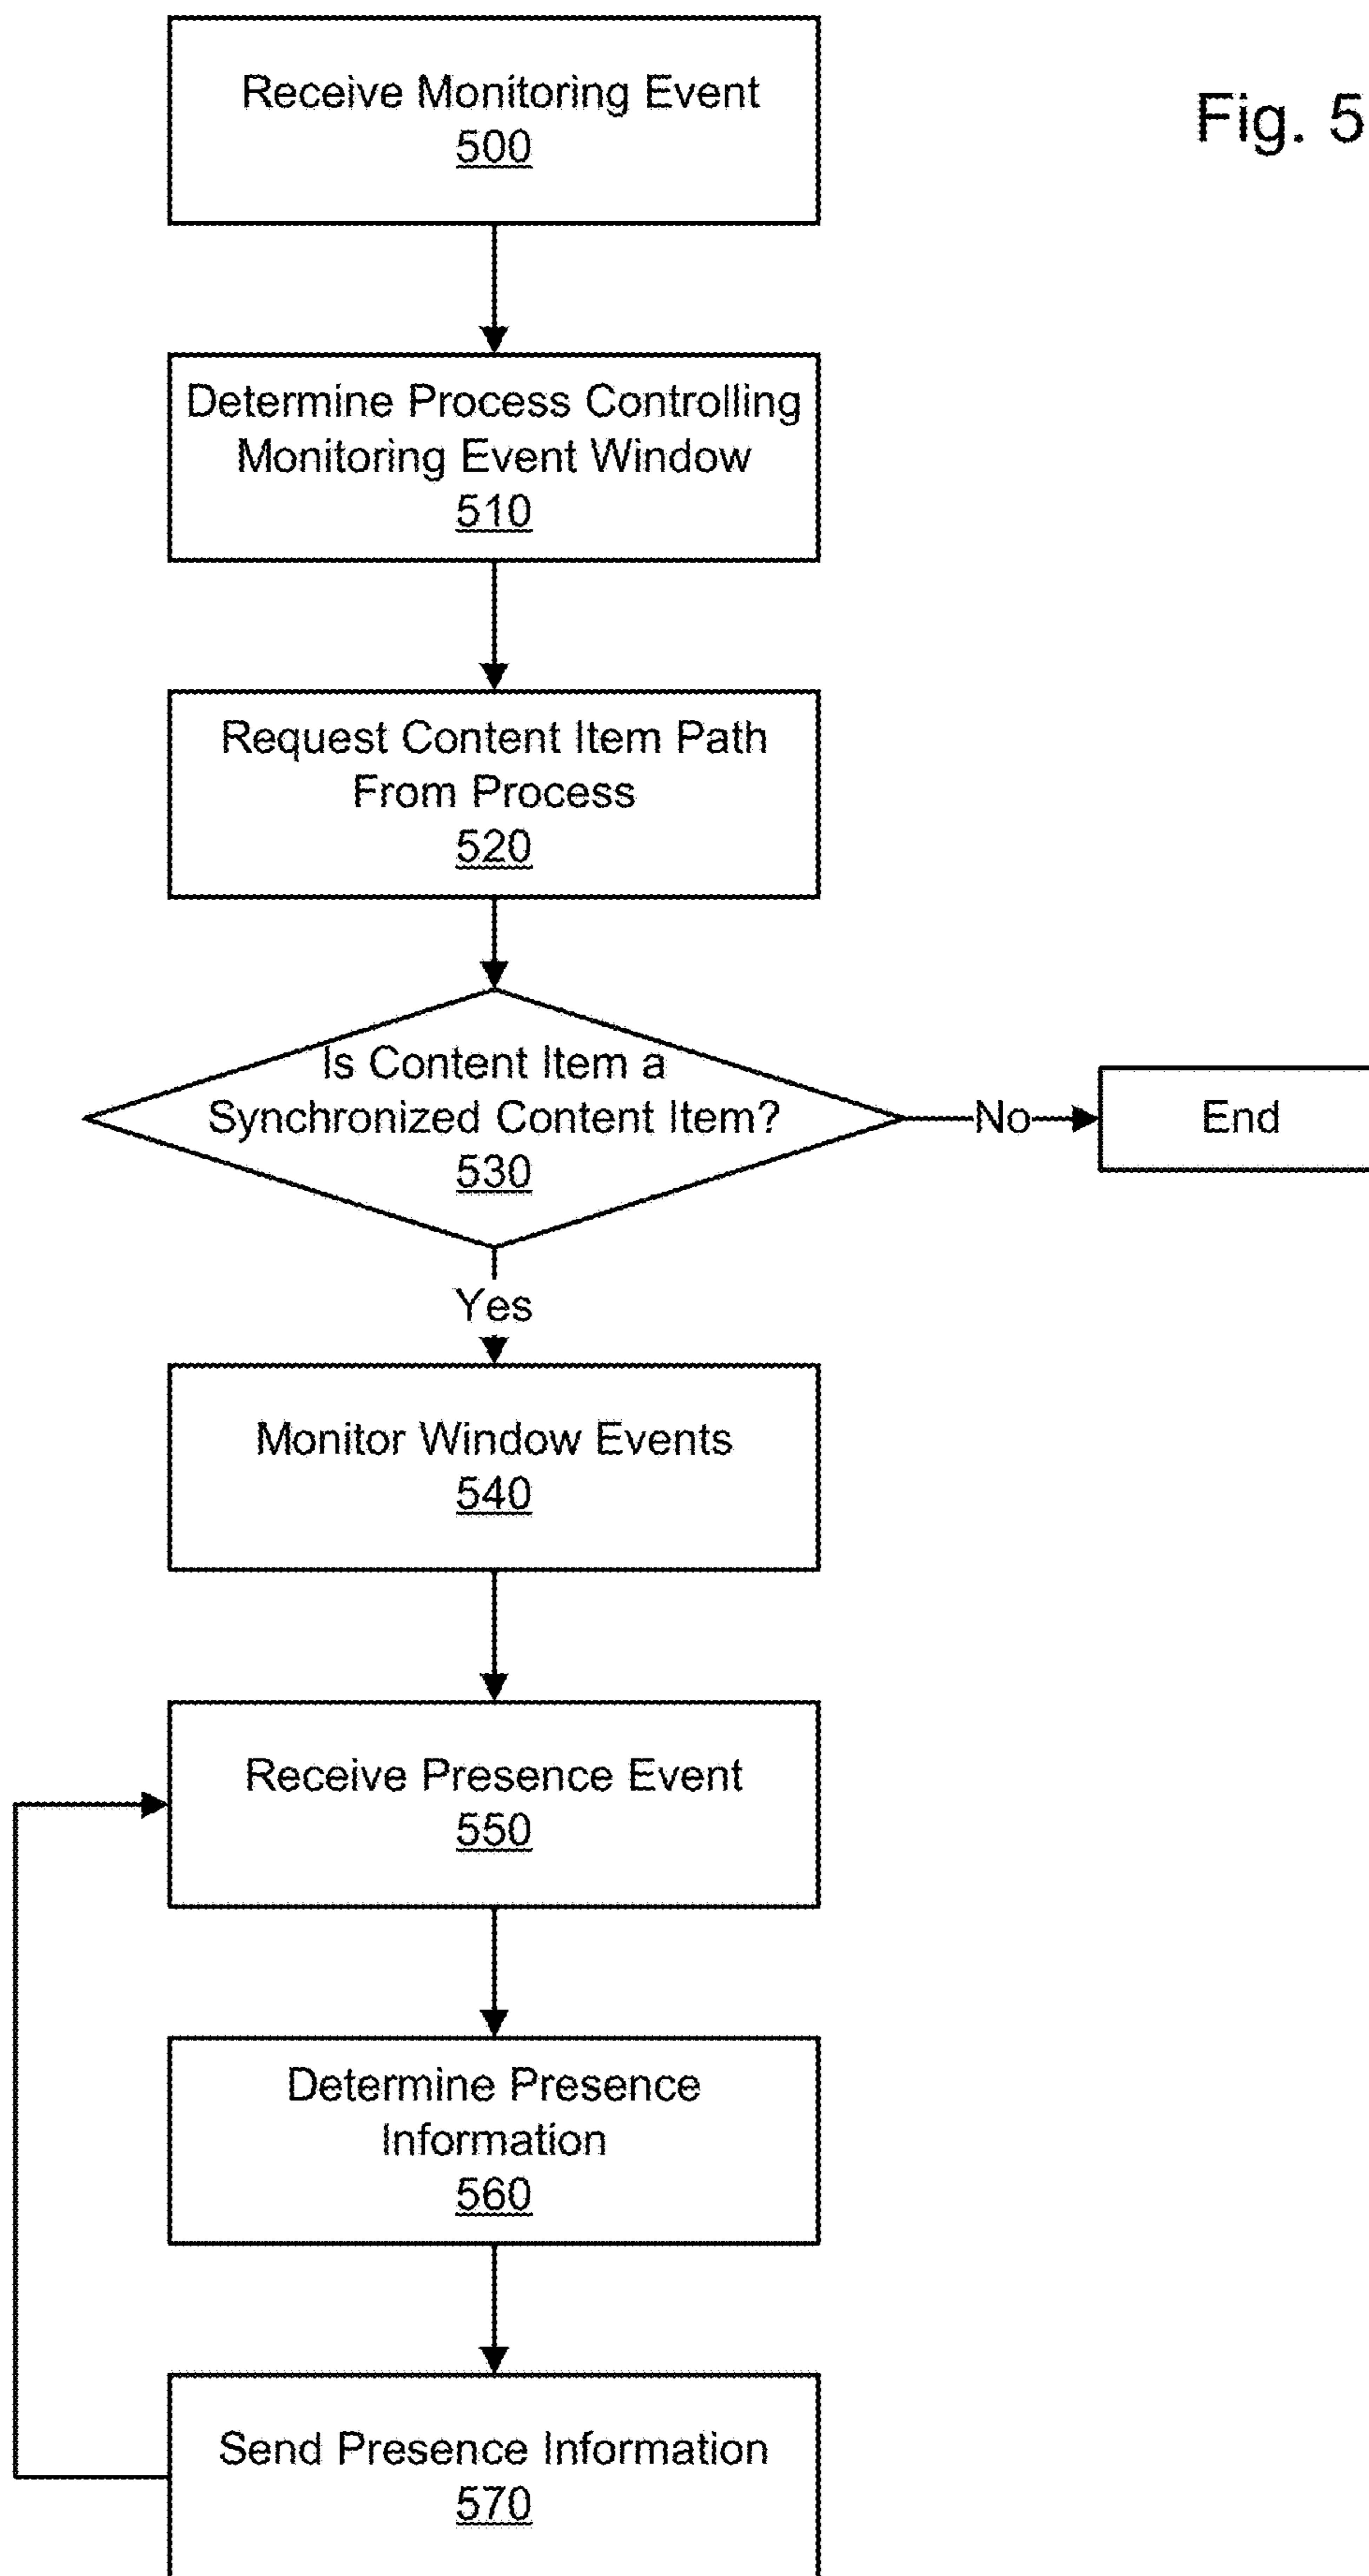 Receive Monitoring Event
500
Fig. 5
Determine Process Controlling
Monitoring Event Window
510
Request Content Item Path
From Process
520
Is Content Item a
Synchronized Content Item?
530
No
End
Yes
Monitor Window Events
540
Receive Presence Event
550
Determine Presence
Information
560
Send Presence Information
570